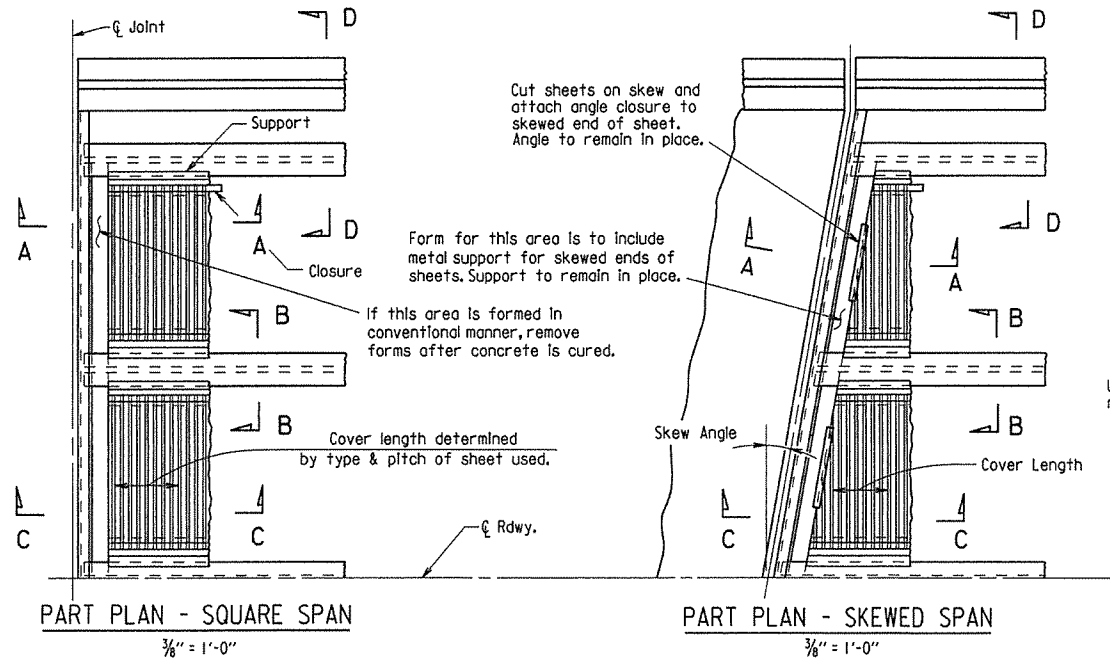 ℄ Joint
D
D
Support
Cut sheets on skew and
attach angle closure to
skewed end of sheet.
Angle to remain in place.
A
A
D
Closure
Form for this area is to include
metal support for skewed ends of
sheets. Support to remain in place.
A
A
D
If this area is formed in
conventional manner, remove
forms after concrete is cured.
B
B
B
B
Cover length determined
by type & pitch of sheet used.
Skew Angle
Cover Length
C
C
C
C
℄ Rdwy.
PART PLAN - SQUARE SPAN
3/8" = 1'-0"
PART PLAN - SKEWED SPAN
3/8" = 1'-0"